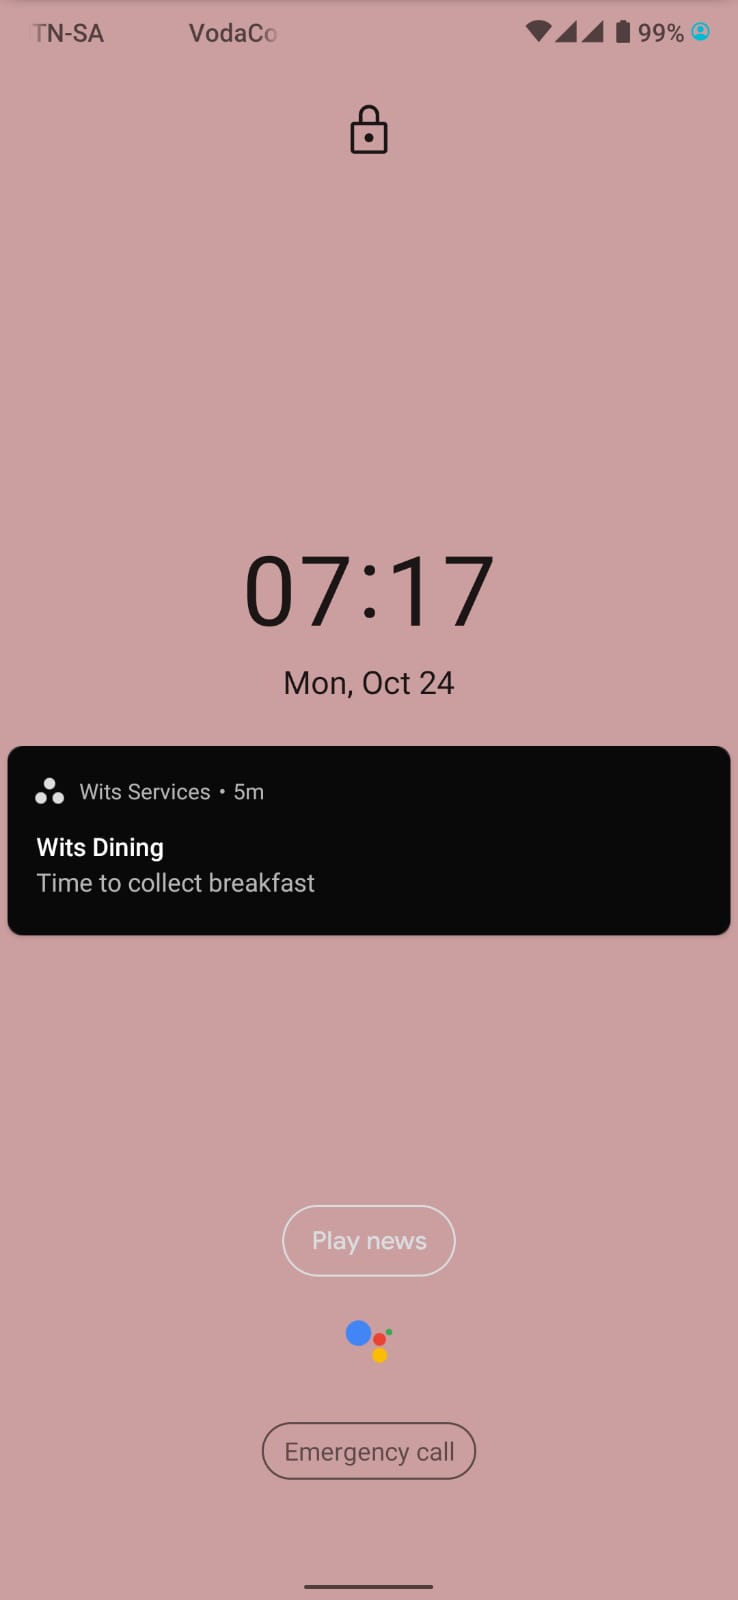 TN-SA VodaCo 99%
07:17
Mon, Oct 24
Wits Services • 5m
Wits Dining
Time to collect breakfast
Play news
Emergency call